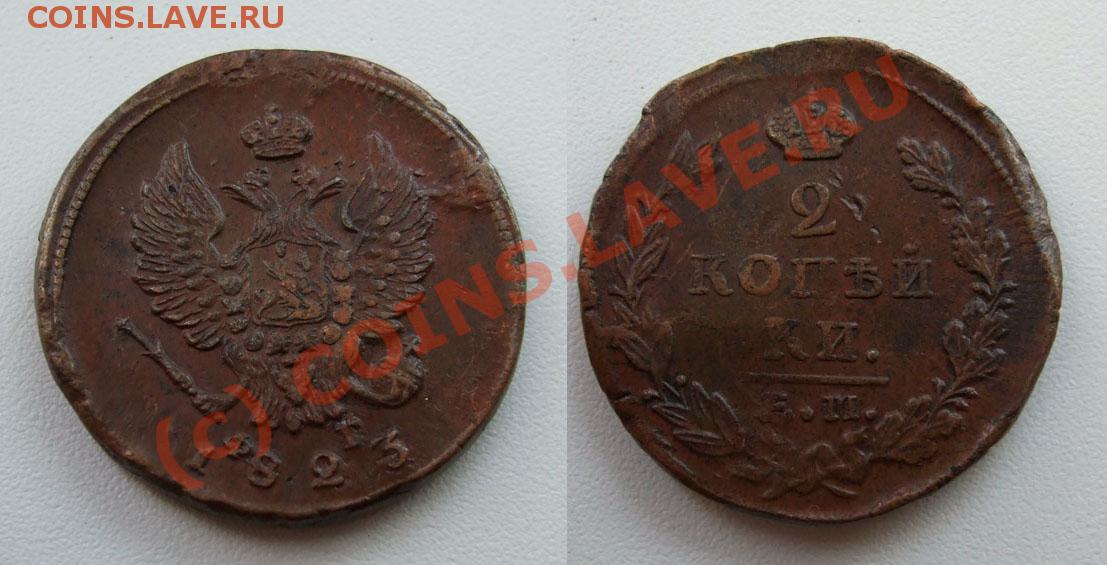 COINS.LAVE.RU
(c) COINS.LAVE.RU
1823
2
КОПѢЙ
КИ.
Е.М.